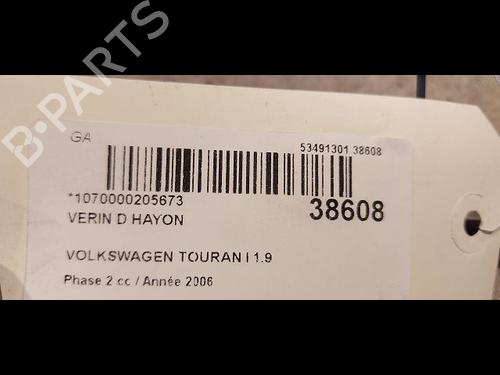 B-PARTS
GA
53491301 38608
*1070000205673
38608
VERIN D HAYON
VOLKSWAGEN TOURAN I 1.9
Phase 2 cc / Année 2006